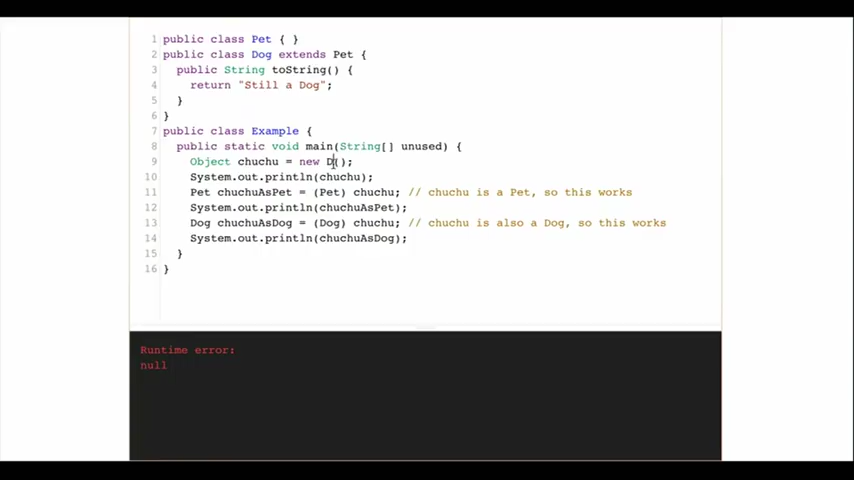 1 public class Pet { }
2 public class Dog extends Pet {
3 public String toString() {
4 return "Still a Dog";
5 }
6 }
7 public class Example {
8 public static void main(String[] unused) {
9 Object chuchu = new D();
10 System.out.println(chuchu);
11 Pet chuchuAsPet = (Pet) chuchu; // chuchu is a Pet, so this works
12 System.out.println(chuchuAsPet);
13 Dog chuchuAsDog = (Dog) chuchu; // chuchu is also a Dog, so this works
14 System.out.println(chuchuAsDog);
15 }
16 }
Runtime error:
null